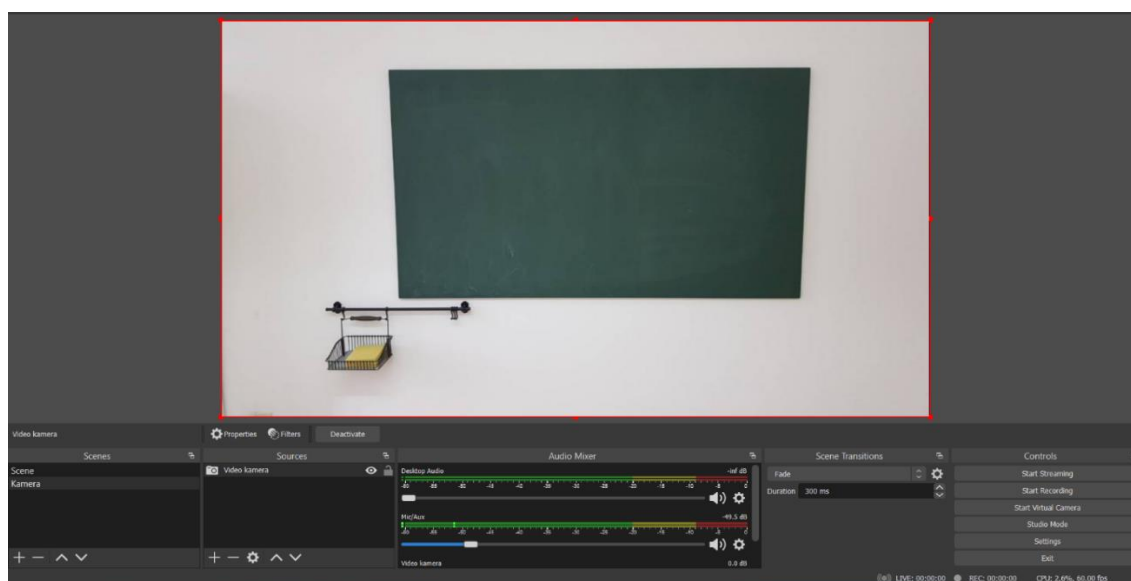 Video kamera
Properties
Filters
Deactivate
Scenes
Sources
Audio Mixer
Scene Transitions
Controls
Scene
Kamera
Video kamera
Desktop Audio
-inf dB
Mic/Aux
-49.5 dB
Video kamera
0.0 dB
Fade
Duration 300 ms
Start Streaming
Start Recording
Start Virtual Camera
Studio Mode
Settings
Exit
LIVE: 00:00:00
REC: 00:00:00
CPU: 2.6%, 60.00 fps